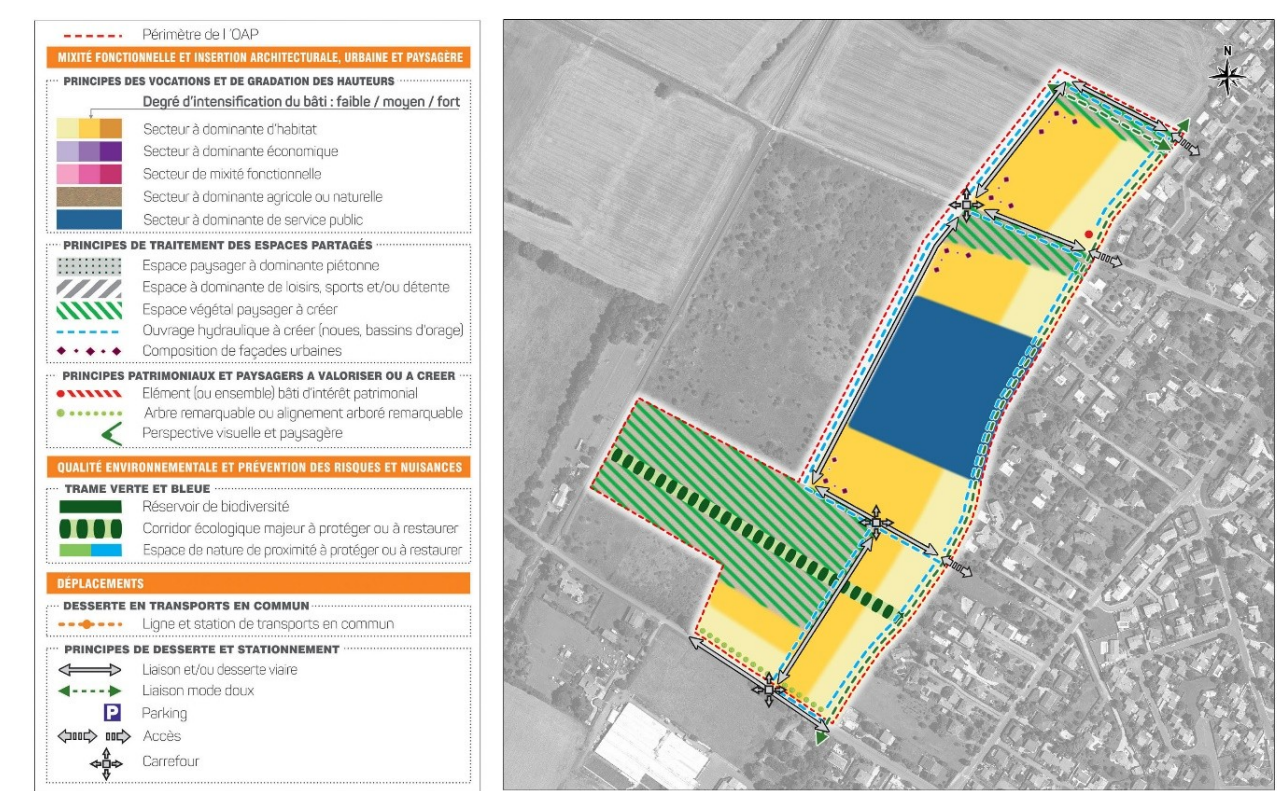 Périmètre de l 'OAP
MIXITÉ FONCTIONNELLE ET INSERTION ARCHITECTURALE, URBAINE ET PAYSAGÈRE
PRINCIPES DES VOCATIONS ET DE GRADATION DES HAUTEURS
Degré d'intensification du bâti : faible / moyen / fort
Secteur à dominante d'habitat
Secteur à dominante économique
Secteur de mixité fonctionnelle
Secteur à dominante agricole ou naturelle
Secteur à dominante de service public
PRINCIPES DE TRAITEMENT DES ESPACES PARTAGÉS
Espace paysager à dominante piétonne
Espace à dominante de loisirs, sports et/ou détente
Espace végétal paysager à créer
Ouvrage hydraulique à créer (noues, bassins d'orage)
Composition de façades urbaines
PRINCIPES PATRIMONIAUX ET PAYSAGERS A VALORISER OU A CREER
Elément (ou ensemble) bâti d'intérêt patrimonial
Arbre remarquable ou alignement arboré remarquable
Perspective visuelle et paysagère
QUALITÉ ENVIRONNEMENTALE ET PRÉVENTION DES RISQUES ET NUISANCES
TRAME VERTE ET BLEUE
Réservoir de biodiversité
Corridor écologique majeur à protéger ou à restaurer
Espace de nature de proximité à protéger ou à restaurer
DÉPLACEMENTS
DESSERTE EN TRANSPORTS EN COMMUN
Ligne et station de transports en commun
PRINCIPES DE DESSERTE ET STATIONNEMENT
Liaison et/ou desserte viaire
Liaison mode doux
P Parking
Accès
Carrefour
N